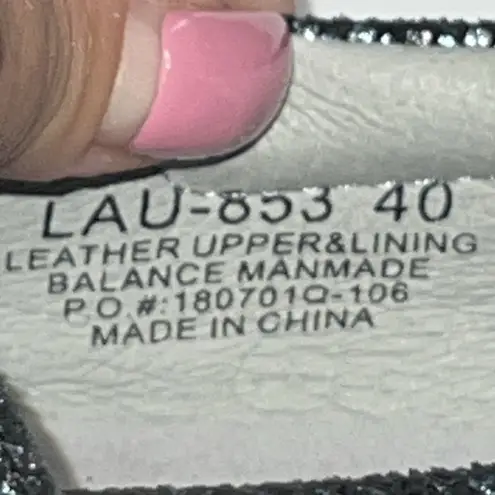 LAU-853 40
LEATHER UPPER&LINING
BALANCE MANMADE
P.O.#:180701Q-106
MADE IN CHINA